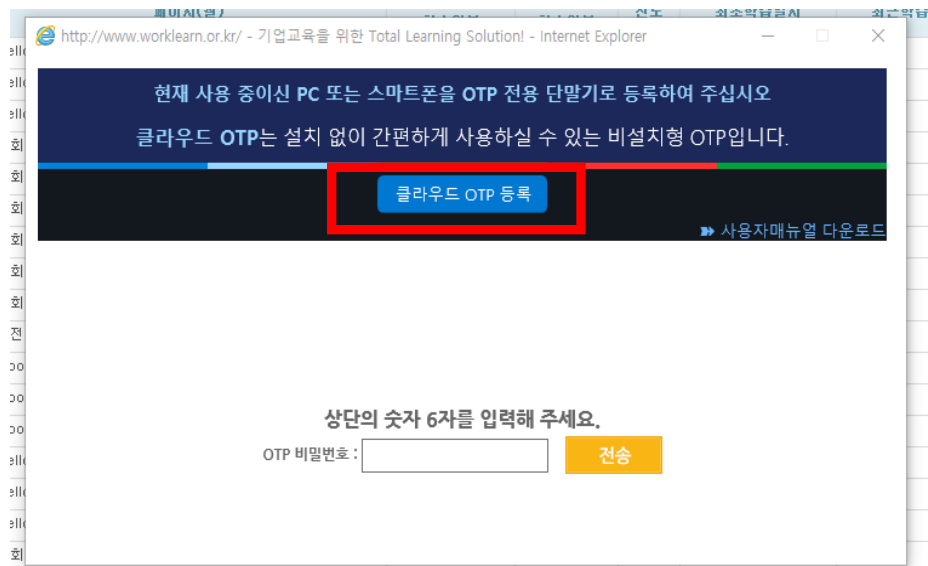 http://www.worklearn.or.kr/ - 기업교육을 위한 Total Learning Solution! - Internet Explorer
현재 사용 중이신 PC 또는 스마트폰을 OTP 전용 단말기로 등록하여 주십시오
클라우드 OTP는 설치 없이 간편하게 사용하실 수 있는 비설치형 OTP입니다.
클라우드 OTP 등록
사용자매뉴얼 다운로드
상단의 숫자 6자를 입력해 주세요.
OTP 비밀번호 :
전송